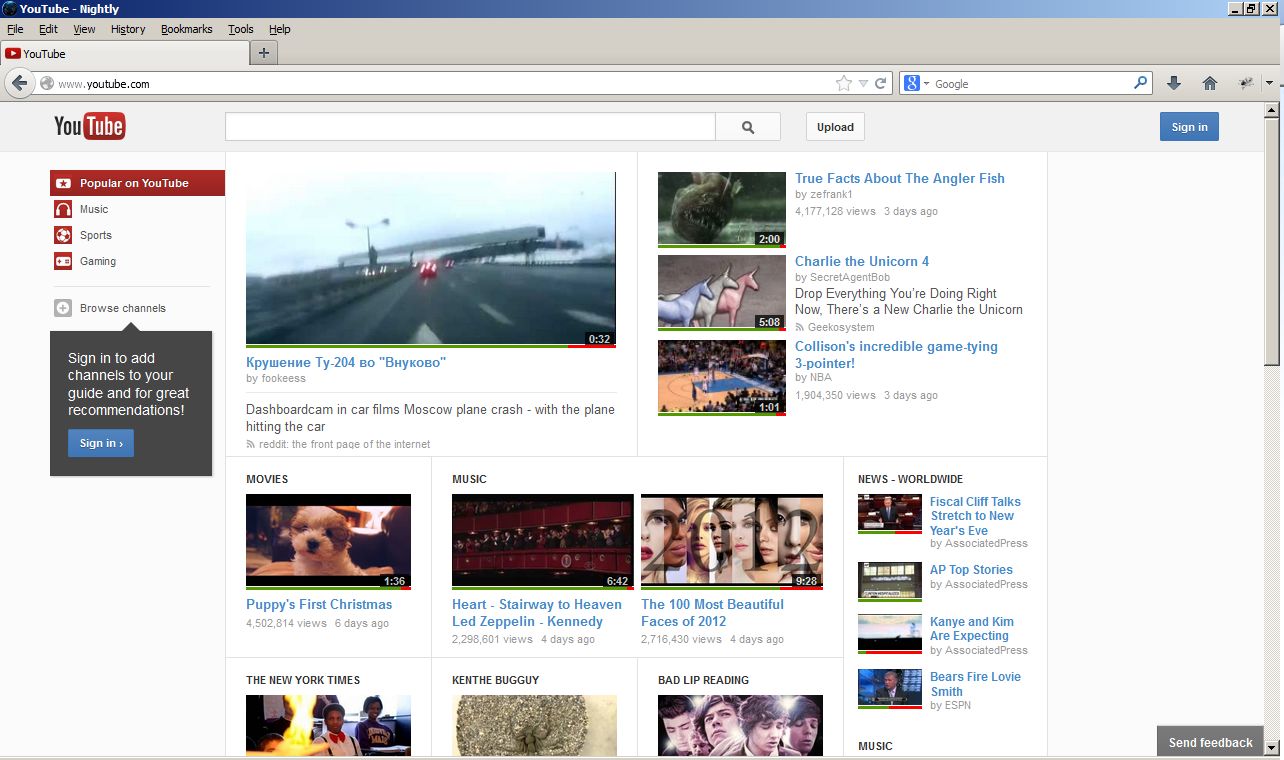 YouTube - Nightly
File Edit View History Bookmarks Tools Help
YouTube
www.youtube.com
Google
YouTube
Upload
Sign in
Popular on YouTube
Music
Sports
Gaming
Browse channels
Sign in to add
channels to your
guide and for great
recommendations!
Sign in ›
0:32
Крушение Ту-204 во "Внуково"
by fookeess
Dashboardcam in car films Moscow plane crash - with the plane
hitting the car
reddit: the front page of the internet
2:00
True Facts About The Angler Fish
by zefrank1
4,177,128 views 3 days ago
5:08
Charlie the Unicorn 4
by SecretAgentBob
Drop Everything You're Doing Right
Now, There's a New Charlie the Unicorn
Geekosystem
1:01
Collison's incredible game-tying
3-pointer!
by NBA
1,904,350 views 3 days ago
MOVIES
1:36
Puppy's First Christmas
4,502,814 views 6 days ago
MUSIC
6:42
Heart - Stairway to Heaven
Led Zeppelin - Kennedy
2,298,601 views 4 days ago
2012
9:28
The 100 Most Beautiful
Faces of 2012
2,716,430 views 4 days ago
NEWS - WORLDWIDE
Fiscal Cliff Talks
Stretch to New
Year's Eve
by AssociatedPress
AP Top Stories
by AssociatedPress
Kanye and Kim
Are Expecting
by AssociatedPress
Bears Fire Lovie
Smith
by ESPN
MUSIC
THE NEW YORK TIMES
KENTHE BUGGUY
BAD LIP READING
Send feedback